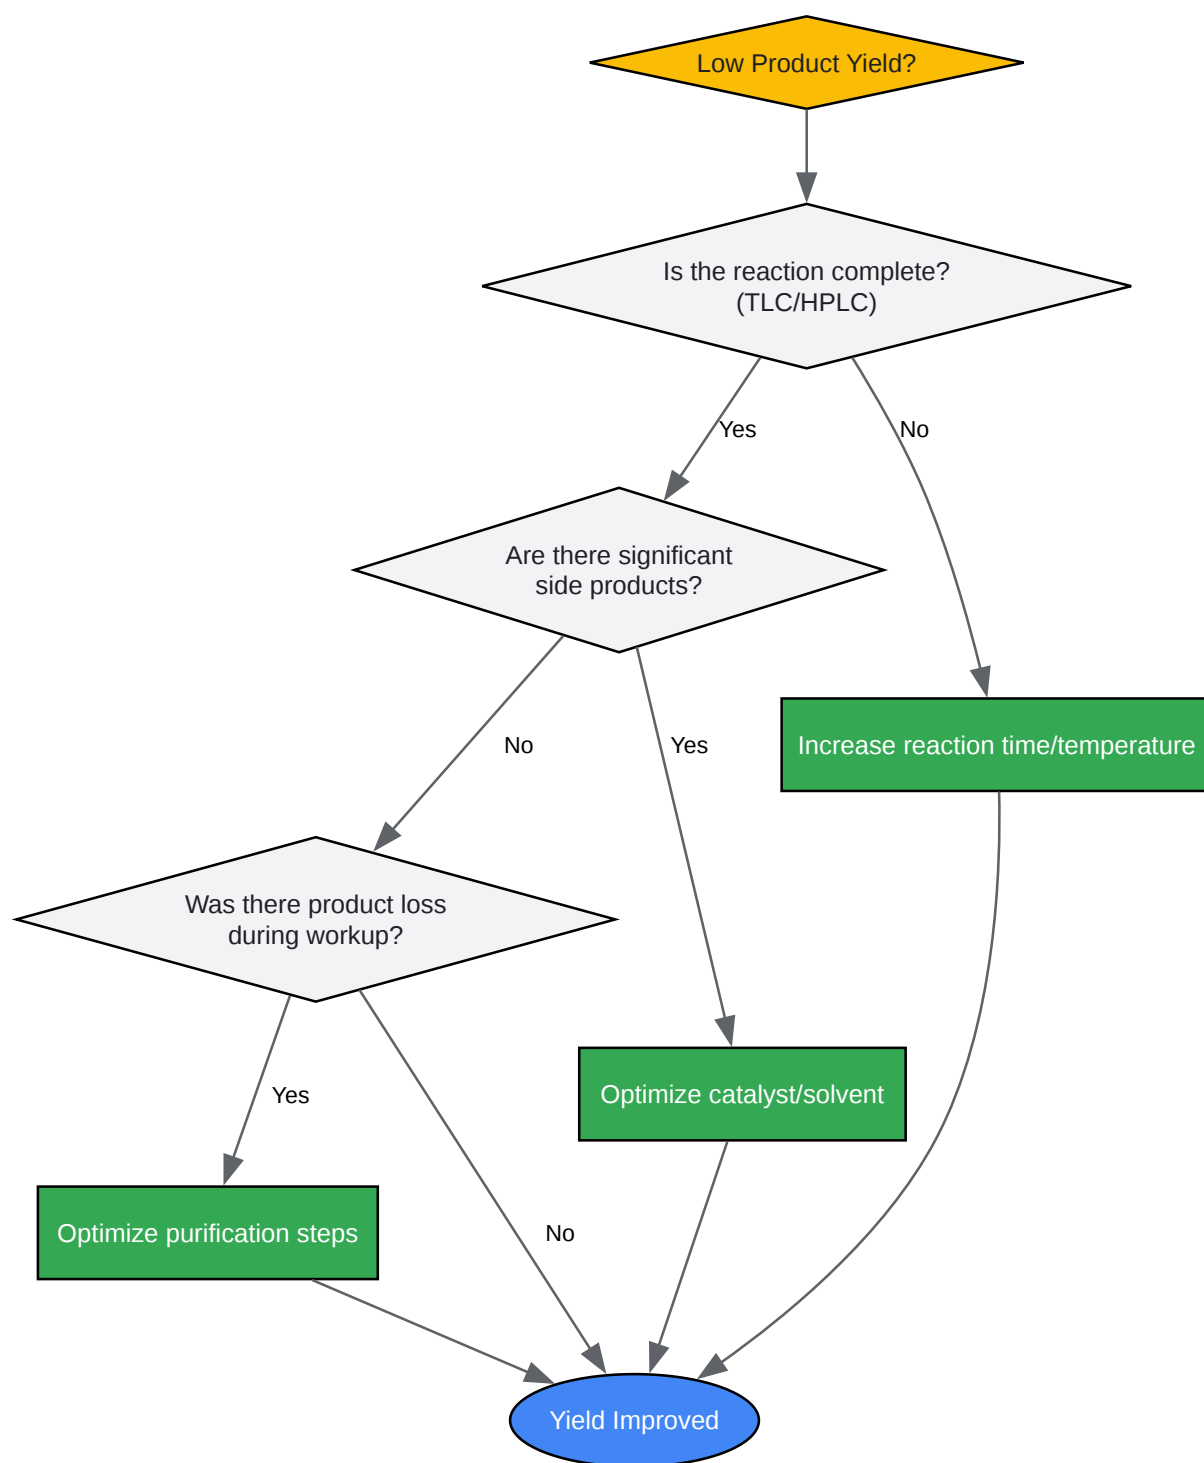 Low Product Yield?
Is the reaction complete?
(TLC/HPLC)
Yes
No
Are there significant
side products?
No
Yes
Increase reaction time/temperature
Was there product loss
during workup?
Yes
Optimize catalyst/solvent
Optimize purification steps
No
Yield Improved